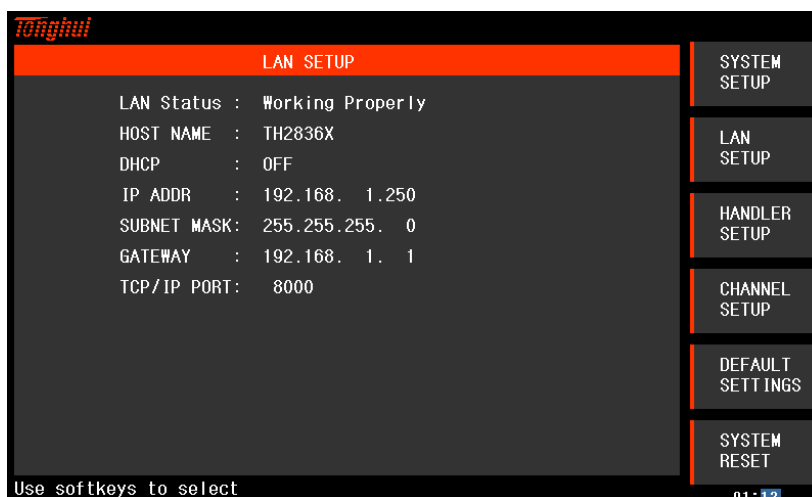 Tonghui
LAN SETUP
LAN Status : Working Properly
HOST NAME : TH2836X
DHCP : OFF
IP ADDR : 192.168. 1.250
SUBNET MASK: 255.255.255. 0
GATEWAY : 192.168. 1. 1
TCP/IP PORT: 8000
Use softkeys to select
SYSTEM
SETUP
LAN
SETUP
HANDLER
SETUP
CHANNEL
SETUP
DEFAULT
SETTINGS
SYSTEM
RESET